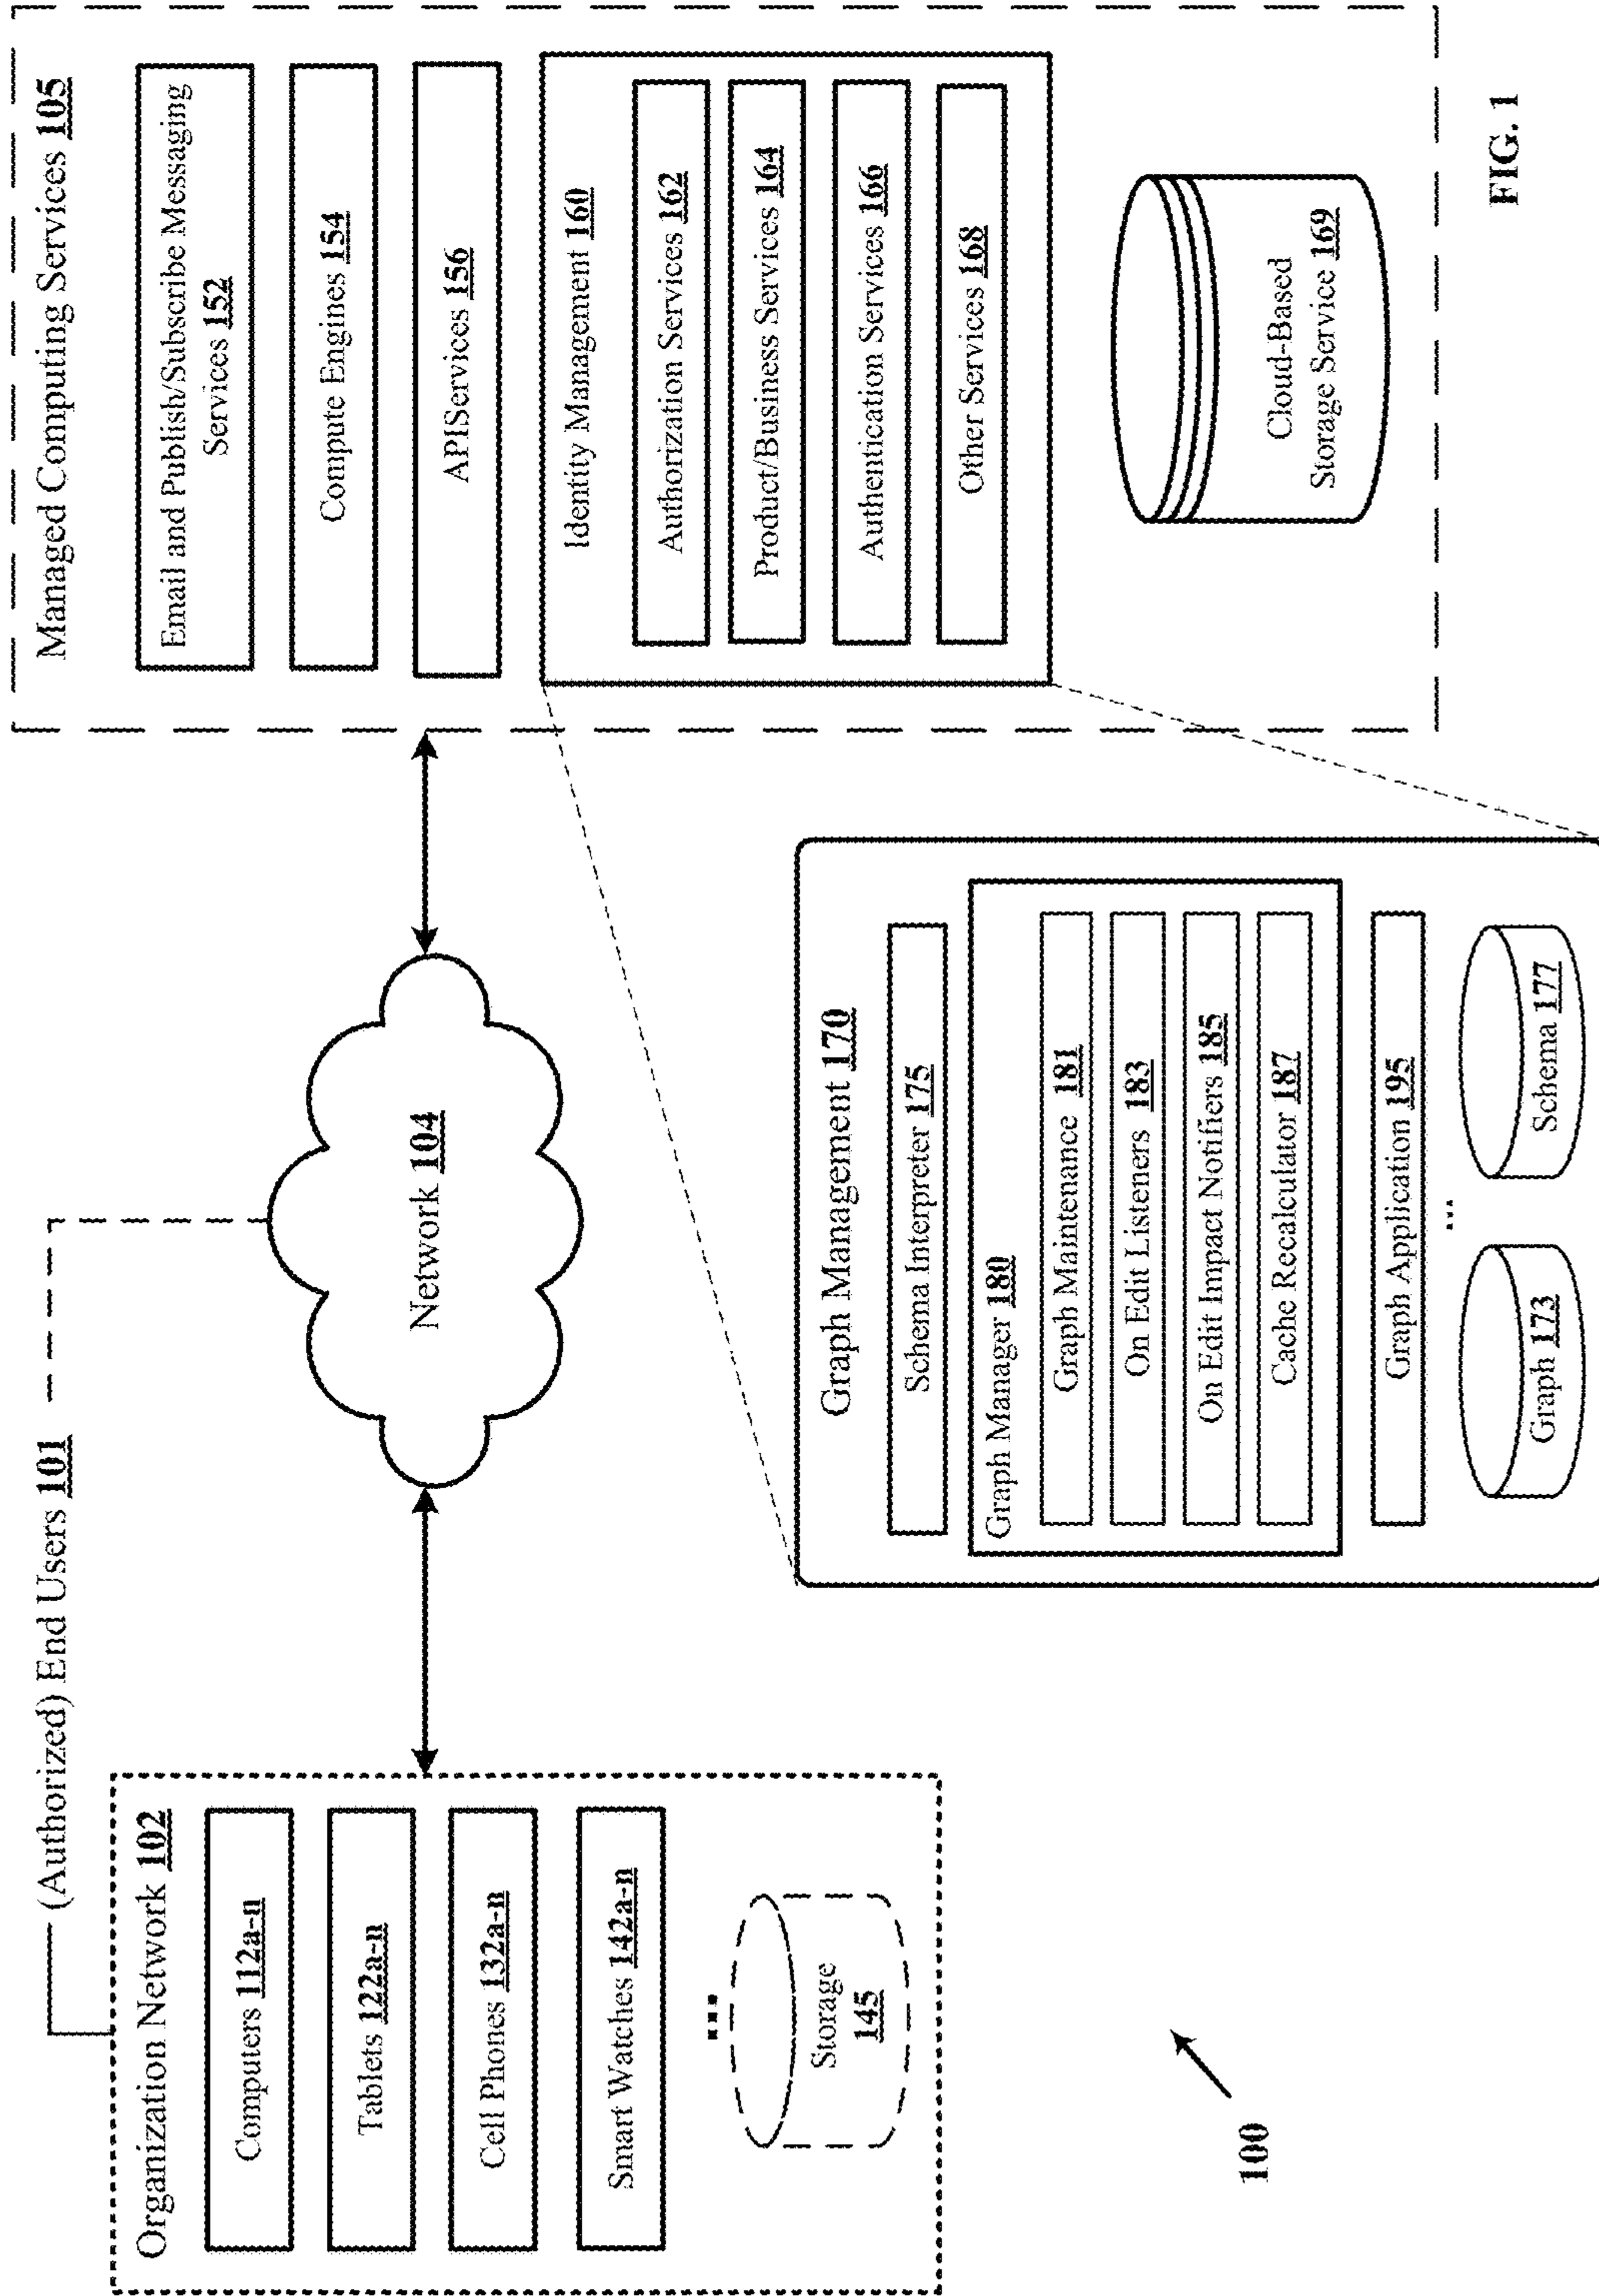 (Authorized) End Users 101
Organization Network 102
Computers 112a-n
Tablets 122a-n
Cell Phones 132a-n
Smart Watches 142a-n
...
Storage
145
100
Network 104
Graph Management 170
Schema Interpreter 175
Graph Manager 180
Graph Maintenance 181
On Edit Listeners 183
On Edit Impact Notifiers 185
Cache Recalculator 187
Graph Application 195
...
Graph 173
Schema 177
Managed Computing Services 105
Email and Publish/Subscribe Messaging
Services 152
Compute Engines 154
APIServices 156
Identity Management 160
Authorization Services 162
Product/Business Services 164
Authentication Services 166
Other Services 168
Cloud-Based
Storage Service 169
FIG. 1